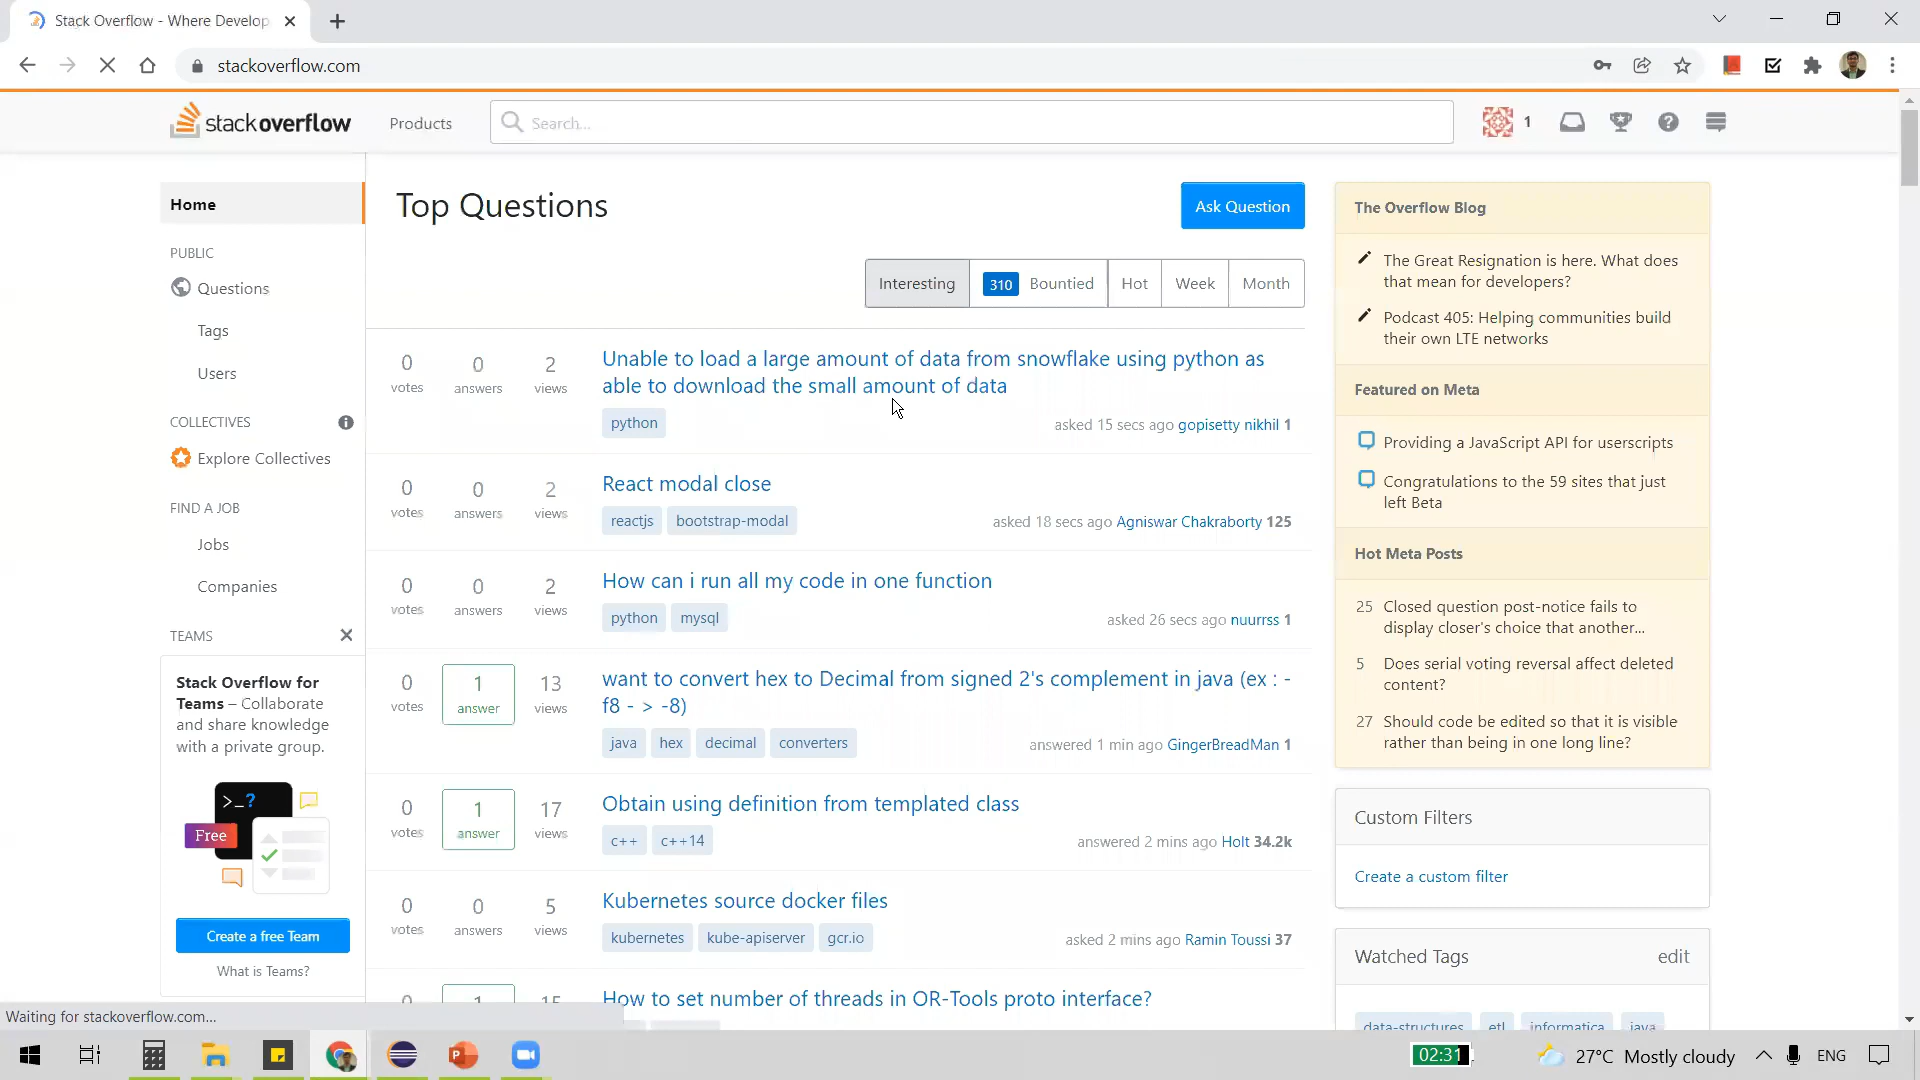 Stack Overflow - Where Develop
stackoverflow.com
stackoverflow
Products
Search...
1
Home
PUBLIC
Questions
Tags
Users
COLLECTIVES
Explore Collectives
FIND A JOB
Jobs
Companies
TEAMS
Stack Overflow for
Teams – Collaborate
and share knowledge
with a private group.
>_?
Free
Create a free Team
What is Teams?
Top Questions
Ask Question
Interesting
310 Bountied
Hot
Week
Month
0 votes
0 answers
2 views
Unable to load a large amount of data from snowflake using python as
able to download the small amount of data
python
asked 15 secs ago gopisetty nikhil 1
0 votes
0 answers
2 views
React modal close
reactjs bootstrap-modal
asked 18 secs ago Agniswar Chakraborty 125
0 votes
0 answers
2 views
How can i run all my code in one function
python mysql
asked 26 secs ago nuurrss 1
0 votes
1 answer
13 views
want to convert hex to Decimal from signed 2's complement in java (ex : -
f8 - > -8)
java hex decimal converters
answered 1 min ago GingerBreadMan 1
0 votes
1 answer
17 views
Obtain using definition from templated class
c++ c++14
answered 2 mins ago Holt 34.2k
0 votes
0 answers
5 views
Kubernetes source docker files
kubernetes kube-apiserver gcr.io
asked 2 mins ago Ramin Toussi 37
How to set number of threads in OR-Tools proto interface?
The Overflow Blog
The Great Resignation is here. What does
that mean for developers?
Podcast 405: Helping communities build
their own LTE networks
Featured on Meta
Providing a JavaScript API for userscripts
Congratulations to the 59 sites that just
left Beta
Hot Meta Posts
25 Closed question post-notice fails to
display closer's choice that another...
5 Does serial voting reversal affect deleted
content?
27 Should code be edited so that it is visible
rather than being in one long line?
Custom Filters
Create a custom filter
Watched Tags
edit
data-structures etl informatica java
Waiting for stackoverflow.com...
02:31
27°C Mostly cloudy
ENG